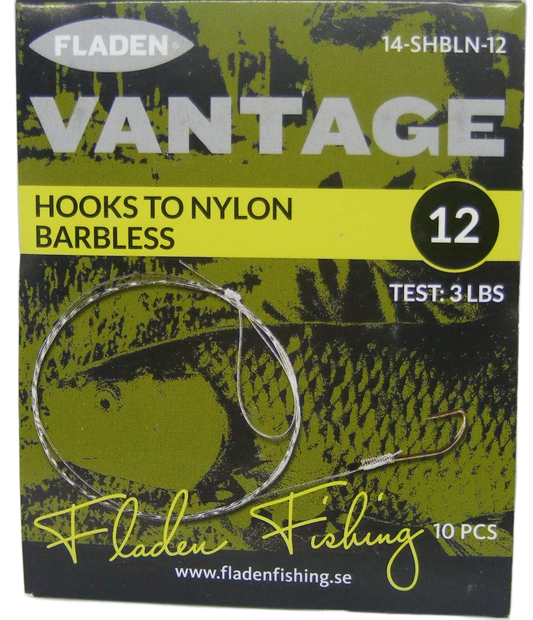 FLADEN
14-SHBLN-12
VANTAGE
HOOKS TO NYLON
BARBLESS
12
TEST: 3 LBS
Fladen Fishing
10 PCS
www.fladenfishing.se